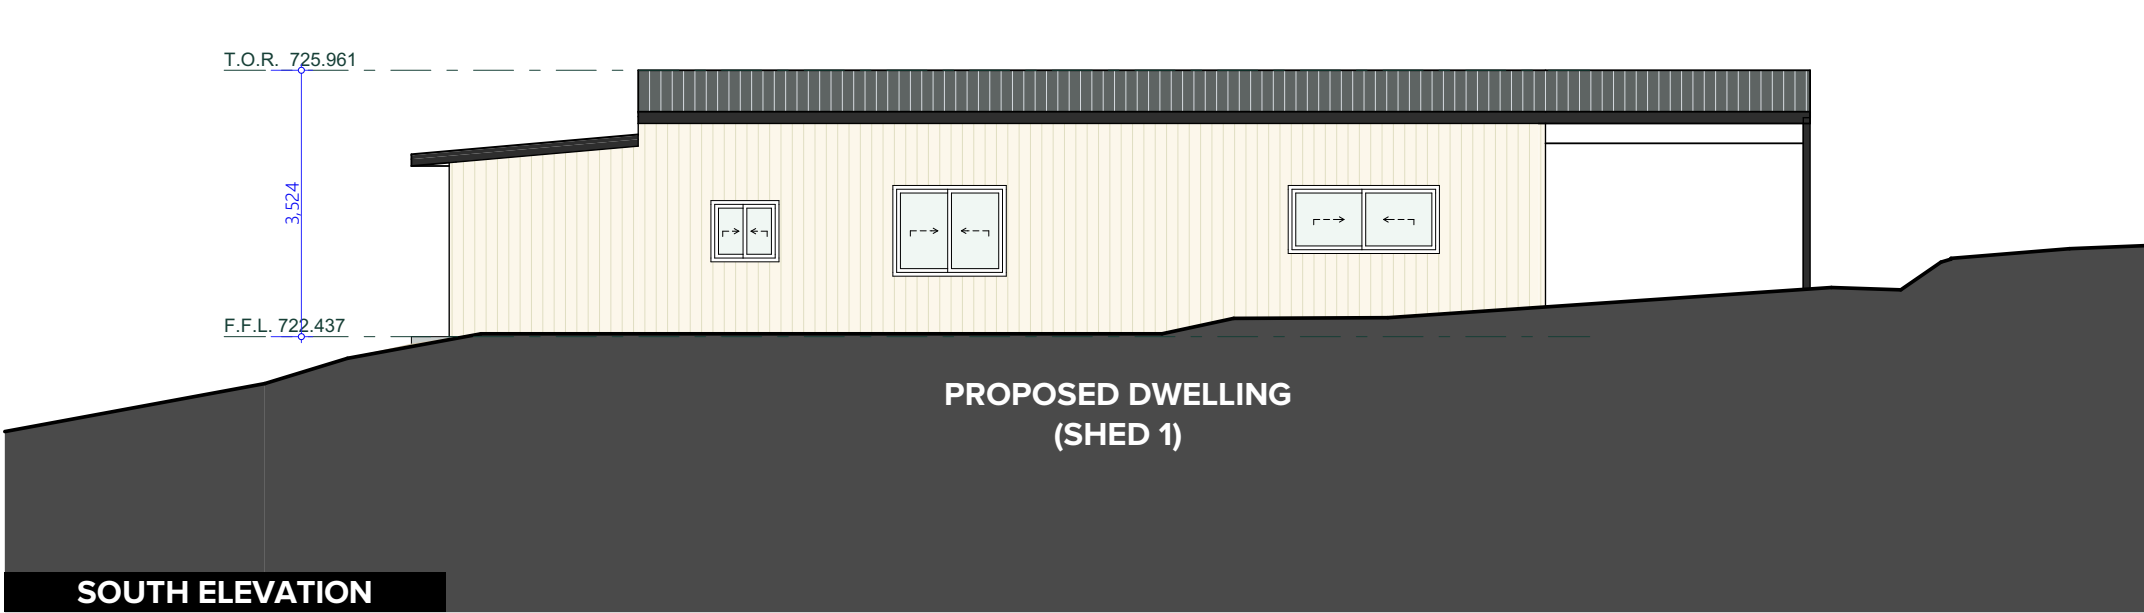 T.O.R. 725.961
3,524
F.F.L. 722.437
PROPOSED DWELLING
(SHED 1)
SOUTH ELEVATION